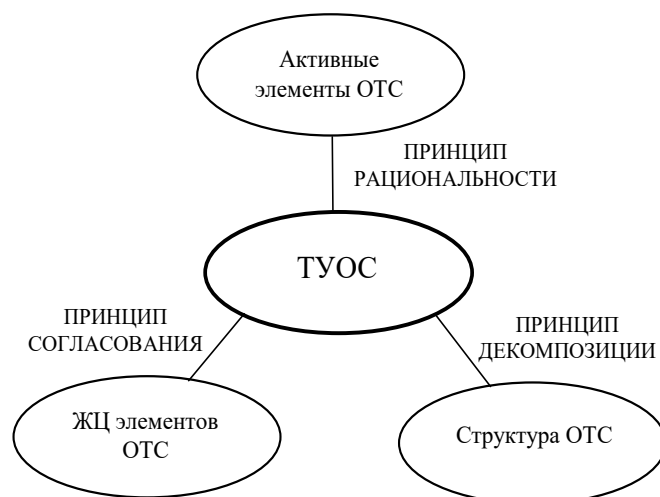 Активные
элементы ОТС
ПРИНЦИП
РАЦИОНАЛЬНОСТИ
ТУОС
ПРИНЦИП
СОГЛАСОВАНИЯ
ПРИНЦИП
ДЕКОМПОЗИЦИИ
ЖЦ элементов
ОТС
Структура ОТС